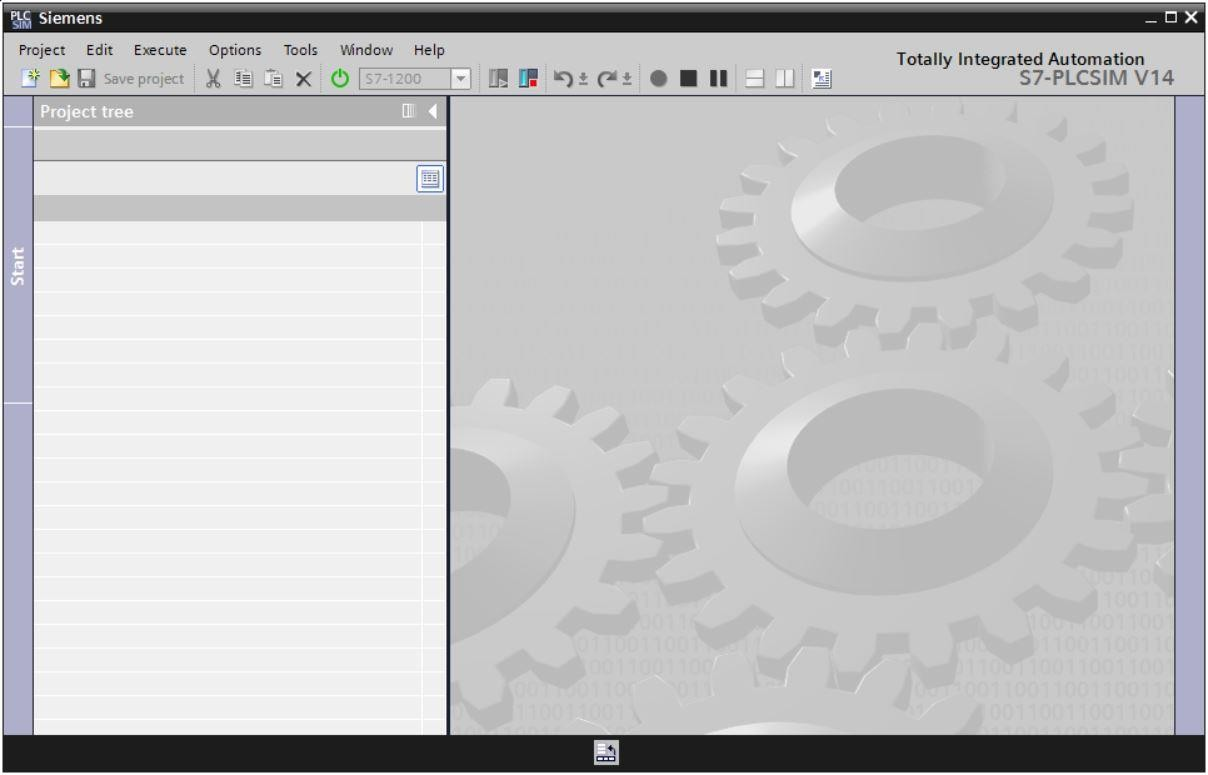 PLC
SIM
Siemens
Project Edit Execute Options Tools Window Help
Totally Integrated Automation
Save project
S7-1200
S7-PLCSIM V14
Project tree
Start